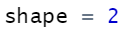 shape = 2